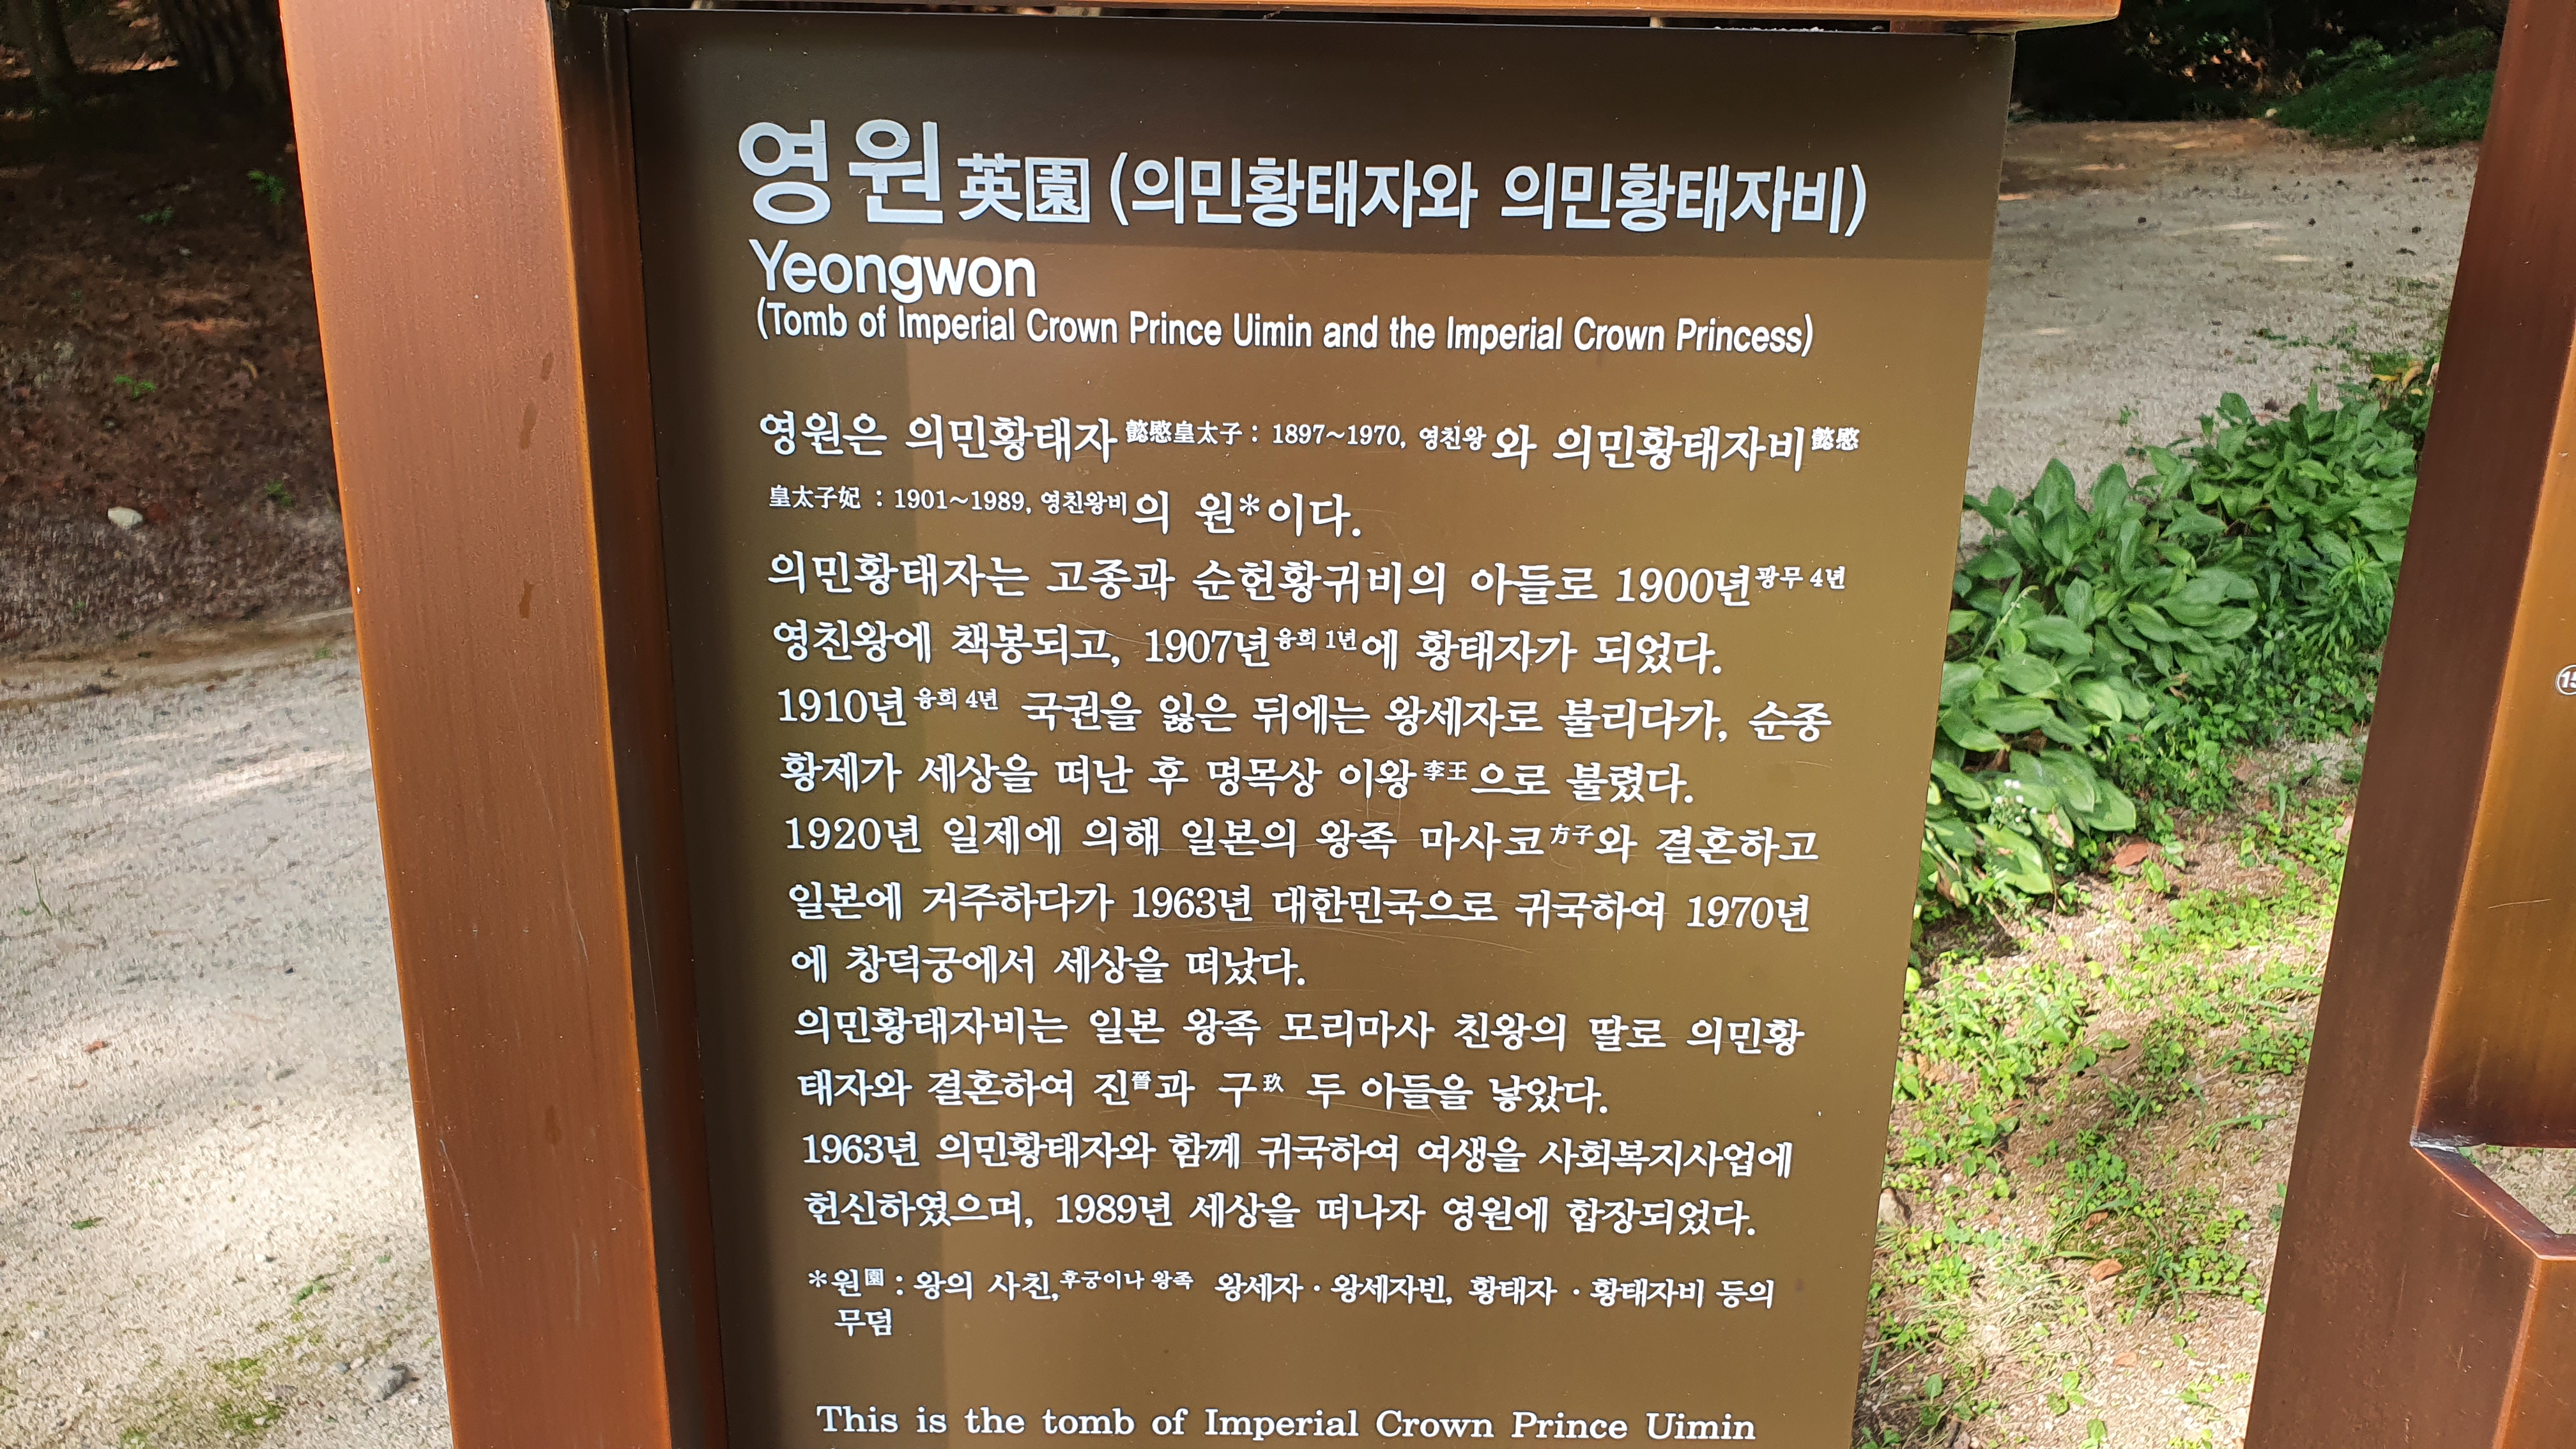 영원 英園 (의민황태자와 의민황태자비)
Yeongwon
(Tomb of Imperial Crown Prince Uimin and the Imperial Crown Princess)
영원은 의민황태자 懿愍皇太子 : 1897~1970, 영친왕와 의민황태자비 懿愍
皇太子妃 : 1901~1989, 영친왕비의 원*이다.
의민황태자는 고종과 순헌황귀비의 아들로 1900년 광무 4년
영친왕에 책봉되고, 1907년 융희 1년에 황태자가 되었다.
1910년 융희 4년 국권을 잃은 뒤에는 왕세자로 불리다가, 순종
황제가 세상을 떠난 후 명목상 이왕 李王으로 불렸다.
1920년 일제에 의해 일본의 왕족 마사코 方子와 결혼하고
일본에 거주하다가 1963년 대한민국으로 귀국하여 1970년
에 창덕궁에서 세상을 떠났다.
의민황태자비는 일본 왕족 모리마사 친왕의 딸로 의민황
태자와 결혼하여 진 晉과 구 玖 두 아들을 낳았다.
1963년 의민황태자와 함께 귀국하여 여생을 사회복지사업에
헌신하였으며, 1989년 세상을 떠나자 영원에 합장되었다.
*원 園 : 왕의 사친, 후궁이나 왕족 왕세자 · 왕세자빈, 황태자 · 황태자비 등의
무덤
This is the tomb of Imperial Crown Prince Uimin
15